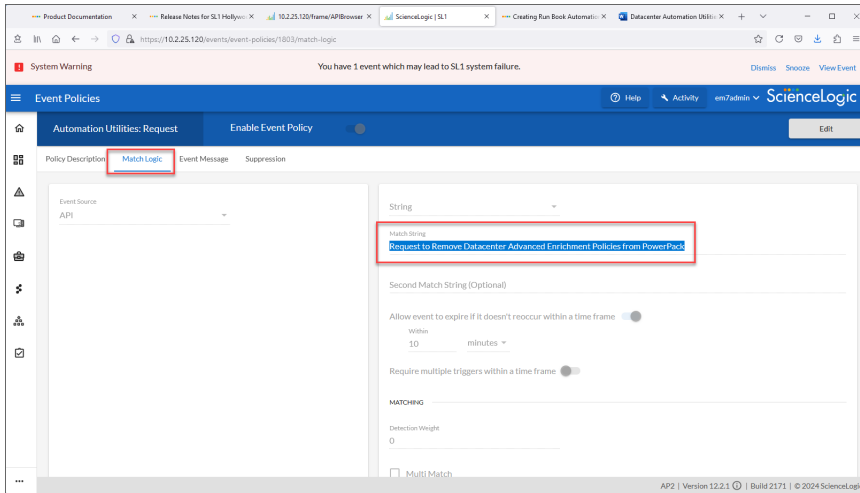 Product Documentation
Release Notes for SL1 Hollywo
10.2.25.120/frame/APIBrowser
ScienceLogic | SL1
Creating Run Book Automation
Datacenter Automation Utilitie
https://10.2.25.120/events/event-policies/1803/match-logic
System Warning
You have 1 event which may lead to SL1 system failure.
Dismiss Snooze View Event
Event Policies
Help
Activity
em7admin
ScienceLogic
Automation Utilities: Request
Enable Event Policy
Edit
Policy Description
Match Logic
Event Message
Suppression
Event Source
API
String
Match String
Request to Remove Datacenter Advanced Enrichment Policies from PowerPack
Second Match String (Optional)
Allow event to expire if it doesn't reoccur within a time frame
Within
10 minutes
Require multiple triggers within a time frame
MATCHING
Detection Weight
0
Multi Match
AP2 | Version 12.2.1 | Build 2171 | © 2024 ScienceLogi